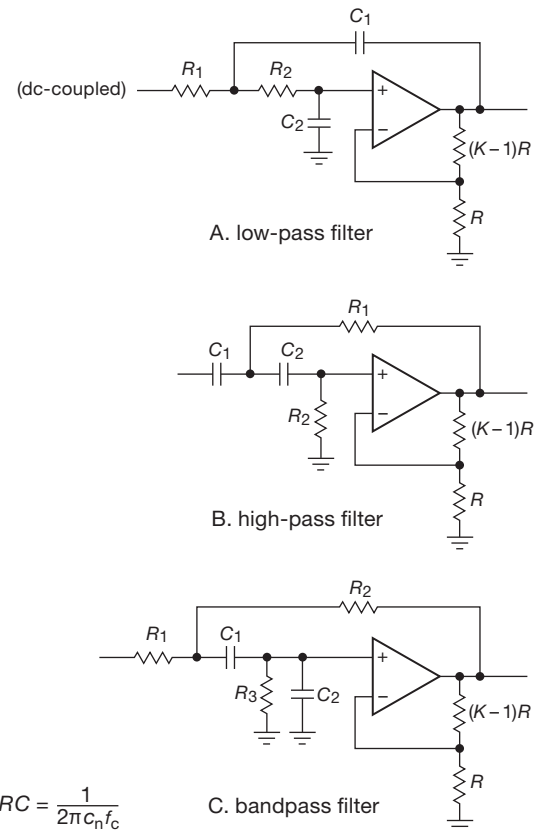 C₁
R₁
R₂
(dc-coupled)
+
C₂
−
(K – 1)R
R
A. low-pass filter
R₁
C₁
C₂
+
R₂
−
(K – 1)R
R
B. high-pass filter
R₂
R₁
C₁
+
R₃
C₂
−
(K – 1)R
R
RC = 1 / 2πcₙf꜀
C. bandpass filter